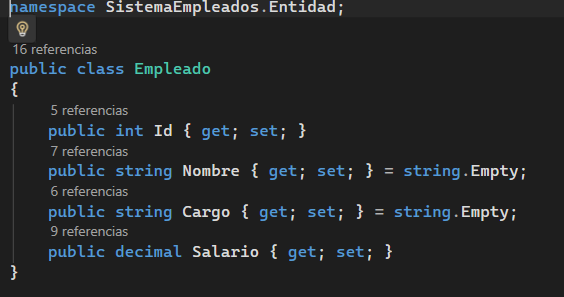 namespace SistemaEmpleados.Entidad;
16 referencias
public class Empleado
{
5 referencias
public int Id { get; set; }
7 referencias
public string Nombre { get; set; } = string.Empty;
6 referencias
public string Cargo { get; set; } = string.Empty;
9 referencias
public decimal Salario { get; set; }
}